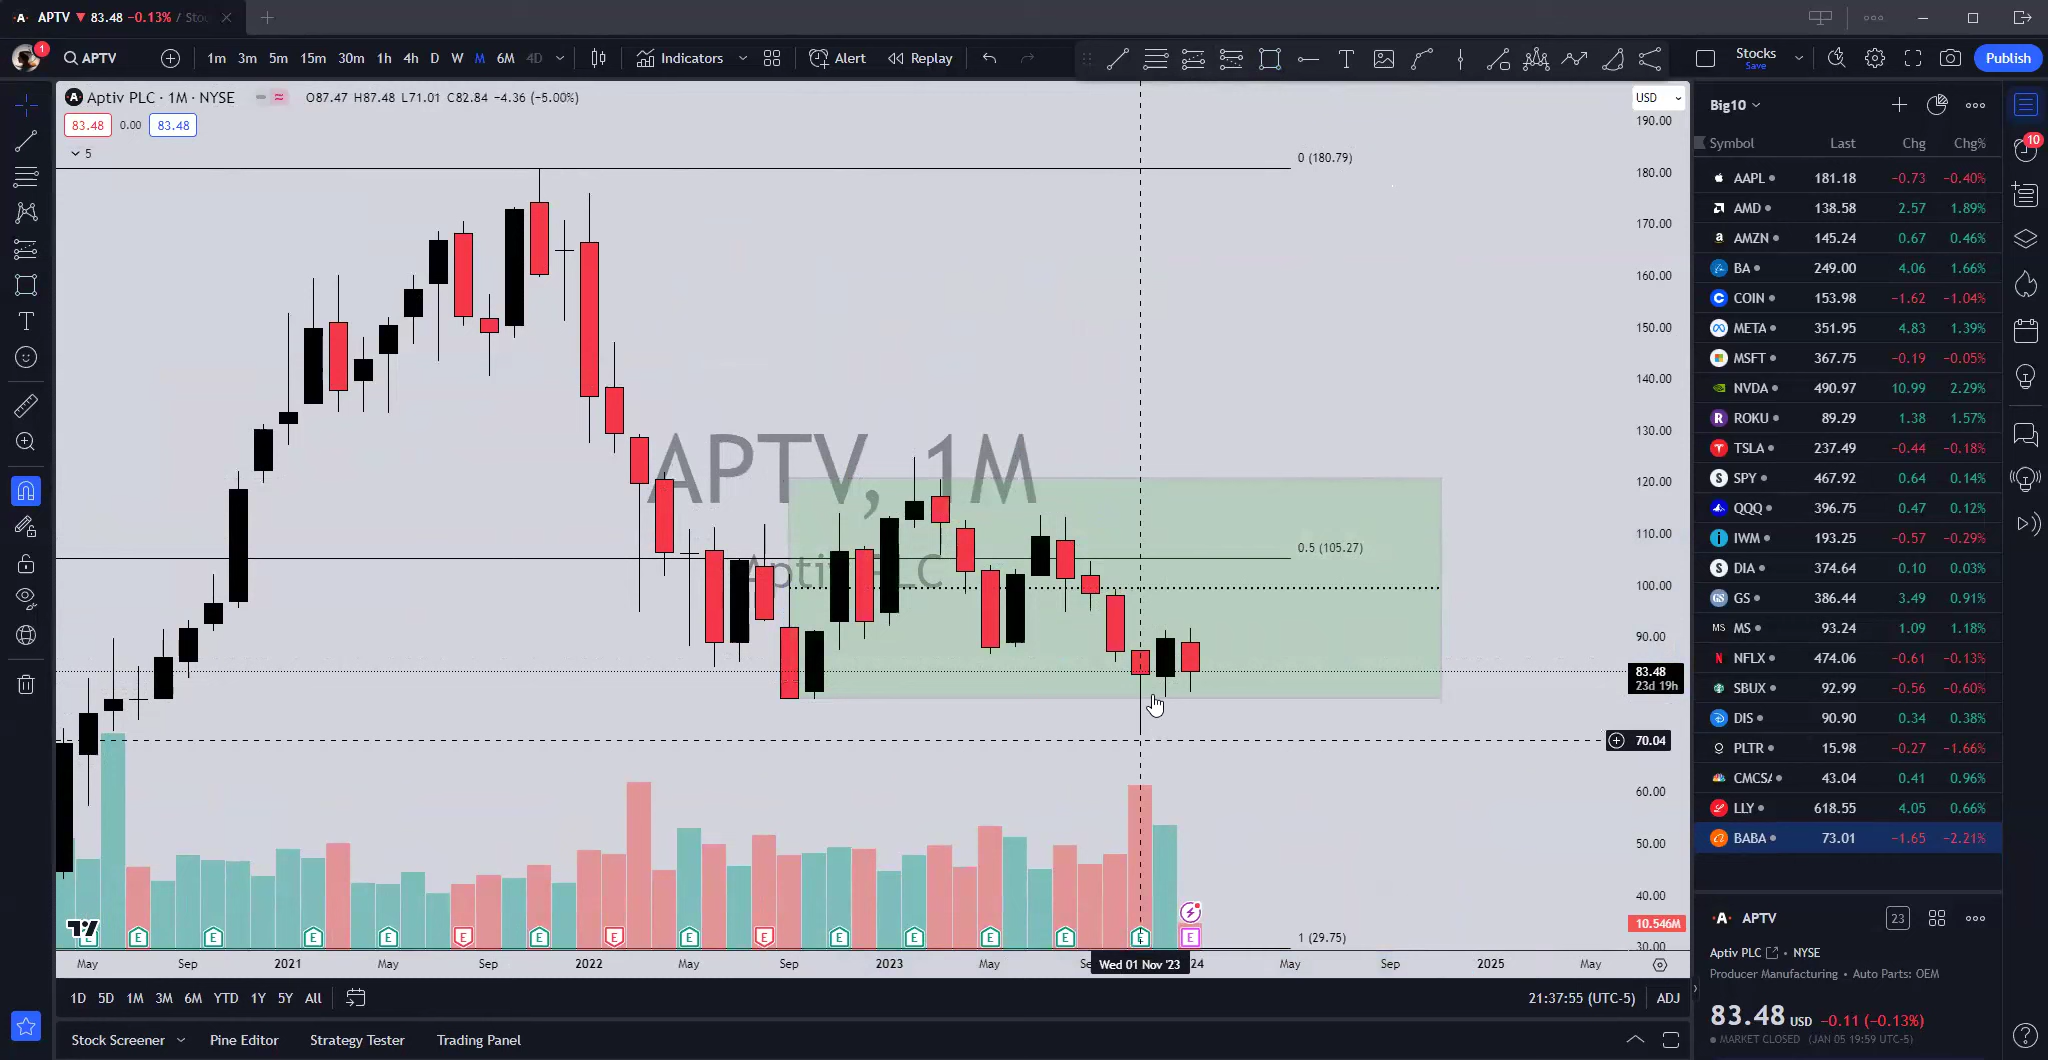 APTV 83.48 −0.13% / Stoc
APTV
1m 3m 5m 15m 30m 1h 4h D W M 6M 4D
Indicators
Alert
Replay
Stocks
Save
Publish
1
Aptiv PLC · 1M · NYSE O87.47 H87.48 L71.01 C82.84 −4.36 (−5.00%)
83.48 0.00 83.48
5
USD
190.00
180.00
170.00
160.00
150.00
140.00
130.00
120.00
110.00
100.00
90.00
83.48
23d 19h
70.04
60.00
50.00
40.00
10.546M
30.00
0 (180.79)
0.5 (105.27)
1 (29.75)
APTV, 1M
Aptiv PLC
E E E E E E E E E E E E E E E E
May Sep 2021 May Sep 2022 May Sep 2023 May Se Wed 01 Nov '23 24 May Sep 2025 May
1D 5D 1M 3M 6M YTD 1Y 5Y All
21:37:55 (UTC-5) ADJ
Stock Screener Pine Editor Strategy Tester Trading Panel
Big10
Symbol Last Chg Chg%
AAPL 181.18 −0.73 −0.40%
AMD 138.58 2.57 1.89%
AMZN 145.24 0.67 0.46%
BA 249.00 4.06 1.66%
COIN 153.98 −1.62 −1.04%
META 351.95 4.83 1.39%
MSFT 367.75 −0.19 −0.05%
NVDA 490.97 10.99 2.29%
ROKU 89.29 1.38 1.57%
TSLA 237.49 −0.44 −0.18%
SPY 467.92 0.64 0.14%
QQQ 396.75 0.47 0.12%
IWM 193.25 −0.57 −0.29%
DIA 374.64 0.10 0.03%
GS 386.44 3.49 0.91%
MS MS 93.24 1.09 1.18%
NFLX 474.06 −0.61 −0.13%
SBUX 92.99 −0.56 −0.60%
DIS 90.90 0.34 0.38%
PLTR 15.98 −0.27 −1.66%
CMCSA 43.04 0.41 0.96%
LLY 618.55 4.05 0.66%
BABA 73.01 −1.65 −2.21%
APTV 23
Aptiv PLC • NYSE
Producer Manufacturing • Auto Parts: OEM
83.48 USD −0.11 (−0.13%)
MARKET CLOSED (JAN 05 19:59 UTC-5)
10